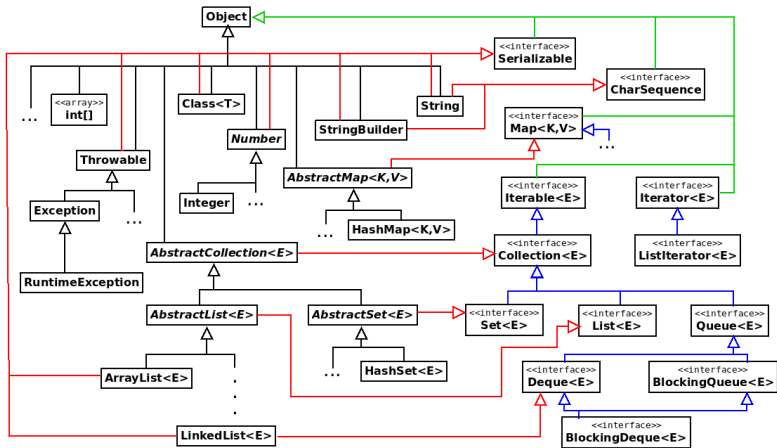 Object
<<interface>>
Serializable
<<interface>>
CharSequence
...
<<array>>
int[]
Class<T>
String
StringBuilder
Number
<<interface>>
Map<K,V>
...
Throwable
AbstractMap<K,V>
Exception
...
Integer
...
<<interface>>
Iterable<E>
<<interface>>
Iterator<E>
...
HashMap<K,V>
AbstractCollection<E>
<<interface>>
Collection<E>
<<interface>>
ListIterator<E>
RuntimeException
AbstractList<E>
AbstractSet<E>
<<interface>>
Set<E>
<<interface>>
List<E>
<<interface>>
Queue<E>
ArrayList<E>
...
...
HashSet<E>
<<interface>>
Deque<E>
<<interface>>
BlockingQueue<E>
LinkedList<E>
<<interface>>
BlockingDeque<E>